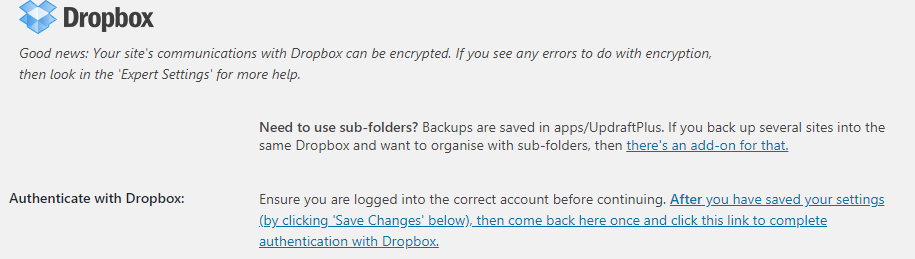 Dropbox
Good news: Your site's communications with Dropbox can be encrypted. If you see any errors to do with encryption,
then look in the 'Expert Settings' for more help.
Need to use sub-folders? Backups are saved in apps/UpdraftPlus. If you back up several sites into the
same Dropbox and want to organise with sub-folders, then there's an add-on for that.
Authenticate with Dropbox:
Ensure you are logged into the correct account before continuing. After you have saved your settings
(by clicking 'Save Changes' below), then come back here once and click this link to complete
authentication with Dropbox.